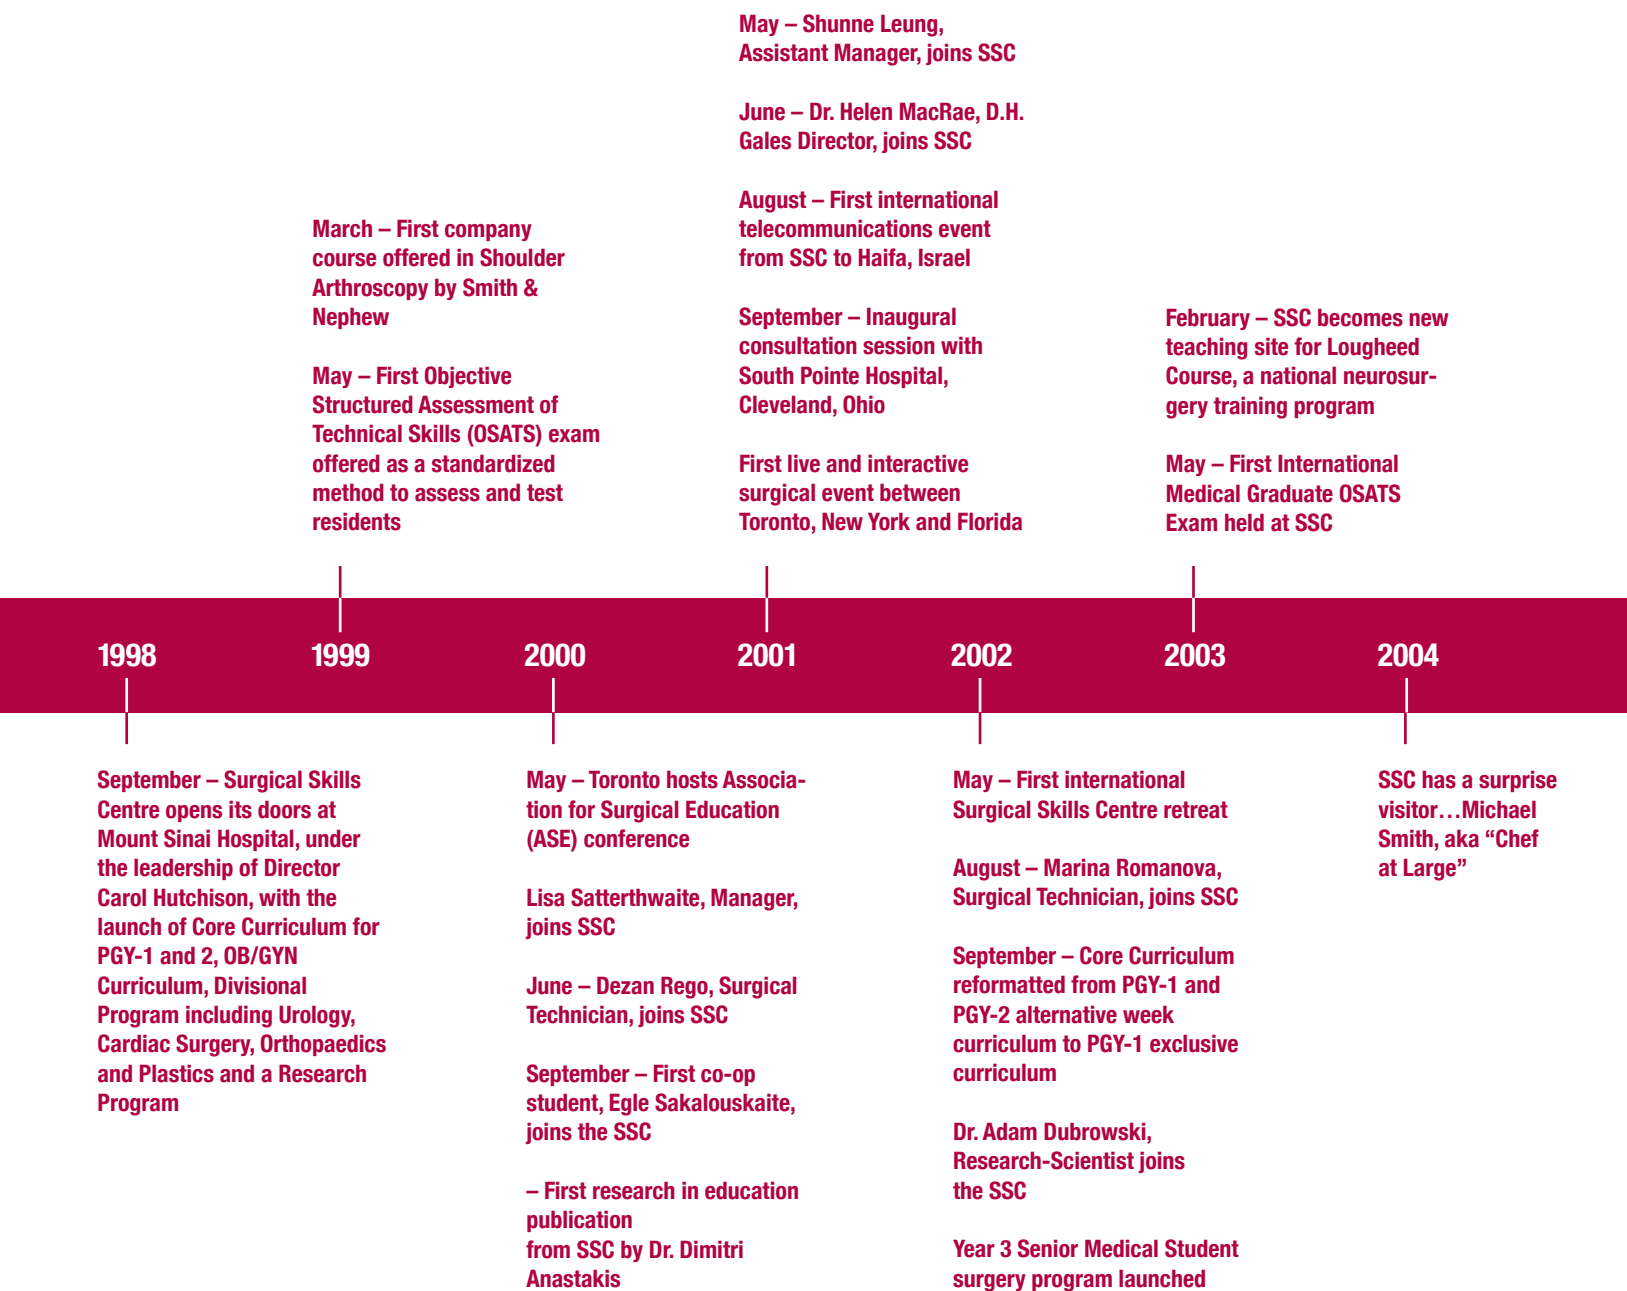 May – Shunne Leung,
Assistant Manager, joins SSC
June – Dr. Helen MacRae, D.H.
Gales Director, joins SSC
August – First international
telecommunications event
from SSC to Haifa, Israel
September – Inaugural
consultation session with
South Pointe Hospital,
Cleveland, Ohio
First live and interactive
surgical event between
Toronto, New York and Florida
March – First company
course offered in Shoulder
Arthroscopy by Smith &
Nephew
May – First Objective
Structured Assessment of
Technical Skills (OSATS) exam
offered as a standardized
method to assess and test
residents
February – SSC becomes new
teaching site for Lougheed
Course, a national neurosur-
gery training program
May – First International
Medical Graduate OSATS
Exam held at SSC
1998
1999
2000
2001
2002
2003
2004
September – Surgical Skills
Centre opens its doors at
Mount Sinai Hospital, under
the leadership of Director
Carol Hutchison, with the
launch of Core Curriculum for
PGY-1 and 2, OB/GYN
Curriculum, Divisional
Program including Urology,
Cardiac Surgery, Orthopaedics
and Plastics and a Research
Program
May – Toronto hosts Associa-
tion for Surgical Education
(ASE) conference
Lisa Satterthwaite, Manager,
joins SSC
June – Dezan Rego, Surgical
Technician, joins SSC
September – First co-op
student, Egle Sakalouskaite,
joins the SSC
– First research in education
publication
from SSC by Dr. Dimitri
Anastakis
May – First international
Surgical Skills Centre retreat
August – Marina Romanova,
Surgical Technician, joins SSC
September – Core Curriculum
reformatted from PGY-1 and
PGY-2 alternative week
curriculum to PGY-1 exclusive
curriculum
Dr. Adam Dubrowski,
Research-Scientist joins
the SSC
Year 3 Senior Medical Student
surgery program launched
SSC has a surprise
visitor…Michael
Smith, aka “Chef
at Large”